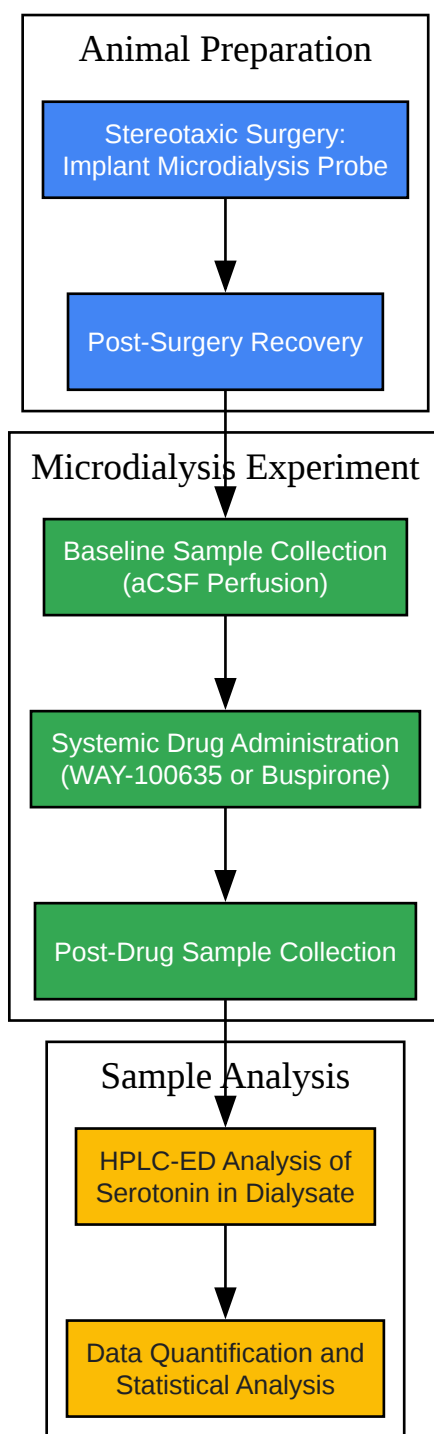 Animal Preparation
Stereotaxic Surgery:
Implant Microdialysis Probe
Post-Surgery Recovery
Microdialysis Experiment
Baseline Sample Collection
(aCSF Perfusion)
Systemic Drug Administration
(WAY-100635 or Buspirone)
Post-Drug Sample Collection
Sample Analysis
HPLC-ED Analysis of
Serotonin in Dialysate
Data Quantification and
Statistical Analysis